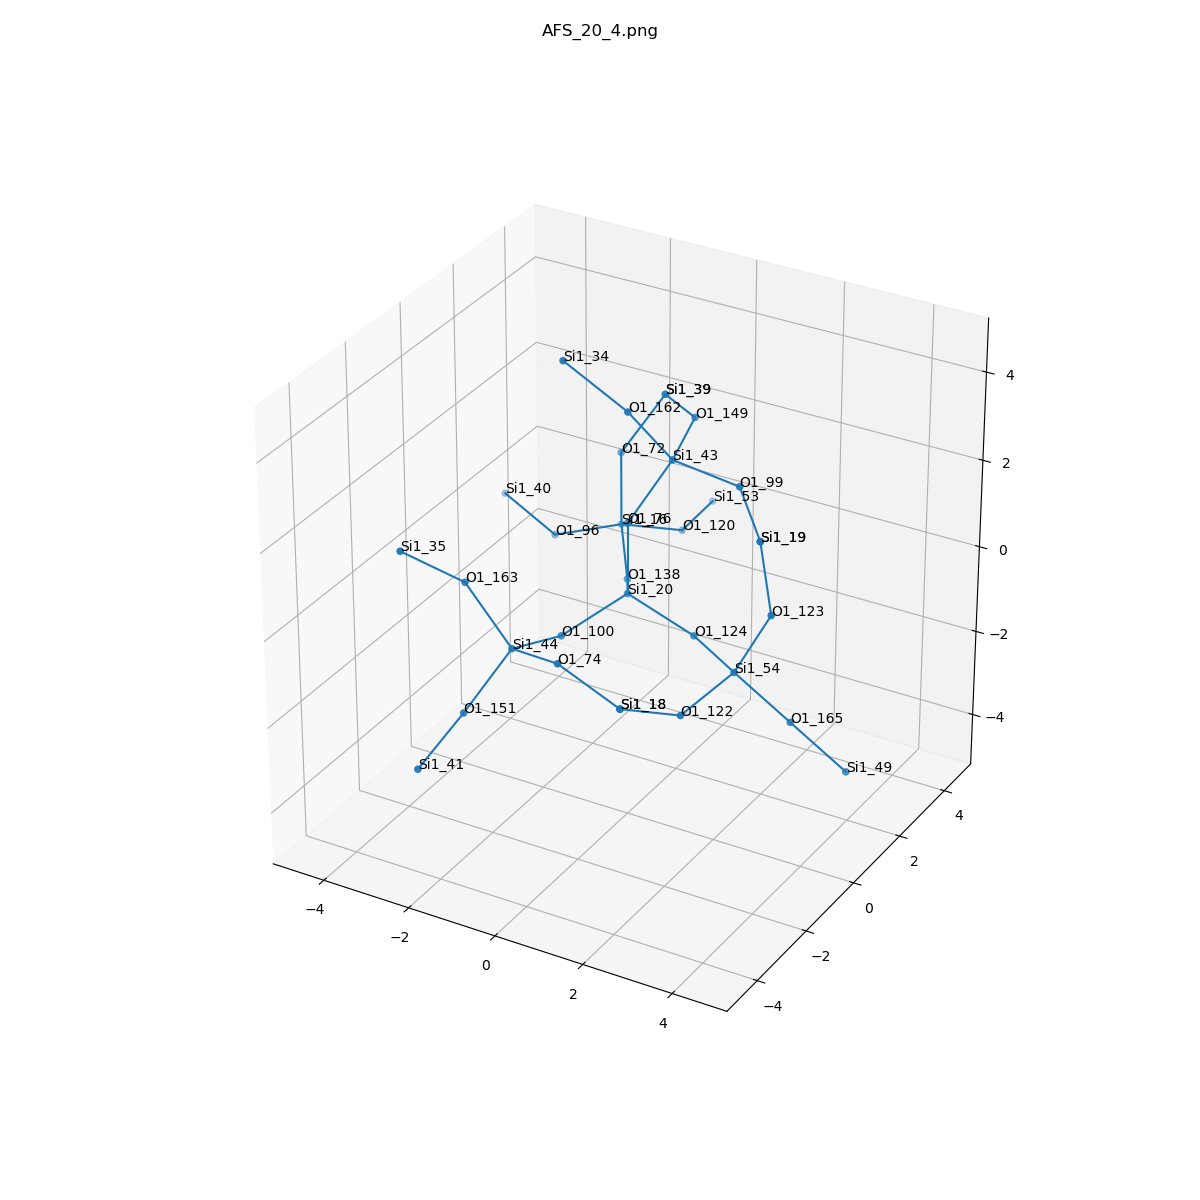 AFS_20_4.png
Si1_34
Si1_39
O1_162
O1_149
O1_72
Si1_43
O1_99
Si1_40
Si1_53
Si1_16
O1_76
O1_120
O1_96
Si1_19
Si1_35
O1_163
O1_138
Si1_20
O1_123
O1_100
O1_124
Si1_44
O1_74
Si1_54
O1_151
Si1_18
O1_122
O1_165
Si1_41
Si1_49
4
2
0
−2
−4
4
2
0
−2
−4
−4
−2
0
2
4